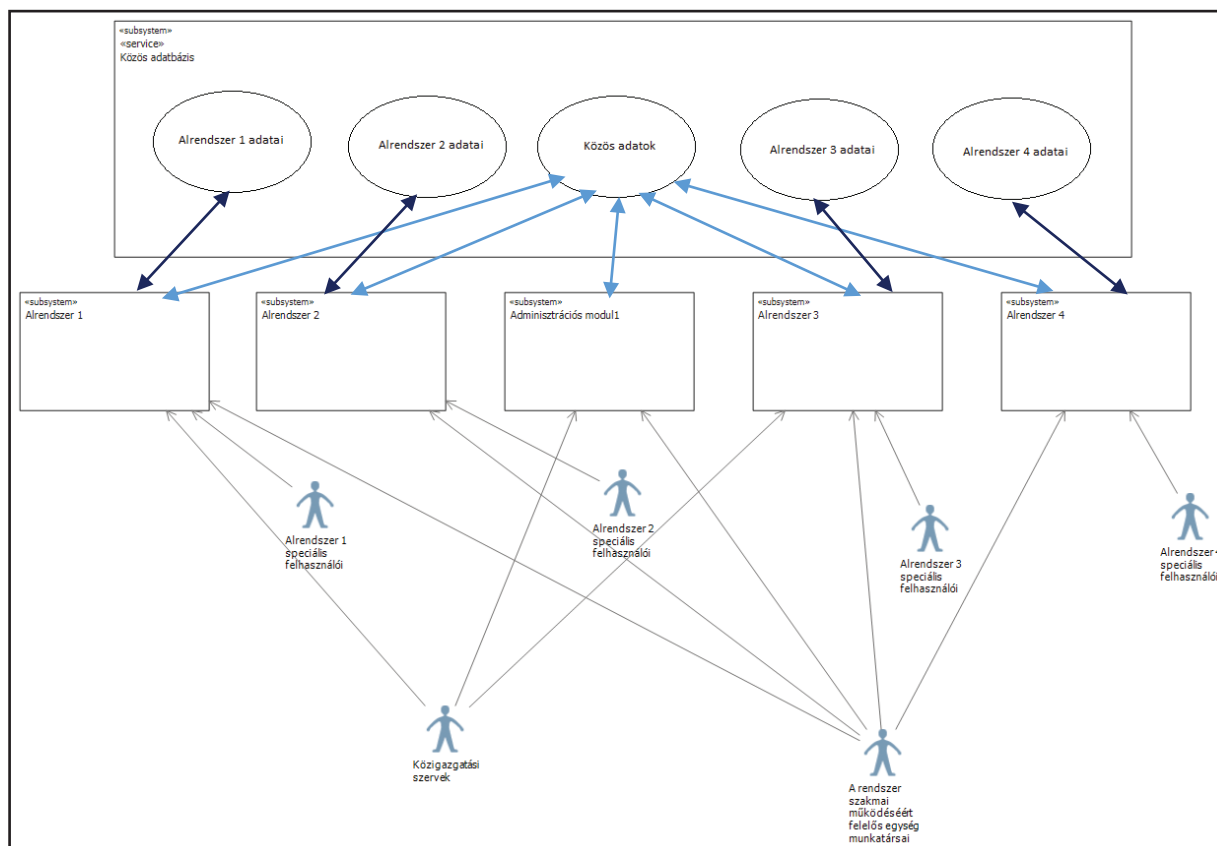 «subsystem»
«service»
Közös adatbázis
Alrendszer 1 adatai
Alrendszer 2 adatai
Közös adatok
Alrendszer 3 adatai
Alrendszer 4 adatai
«subsystem»
Alrendszer 1
«subsystem»
Alrendszer 2
«subsystem»
Adminisztrációs modul1
«subsystem»
Alrendszer 3
«subsystem»
Alrendszer 4
Alrendszer 1
speciális
felhasználói
Alrendszer 2
speciális
felhasználói
Alrendszer 3
speciális
felhasználói
Alrendszer 4
speciális
felhasználói
Közigazgatási
szervek
A rendszer
szakmai
működéséért
felelős egység
munkatársai